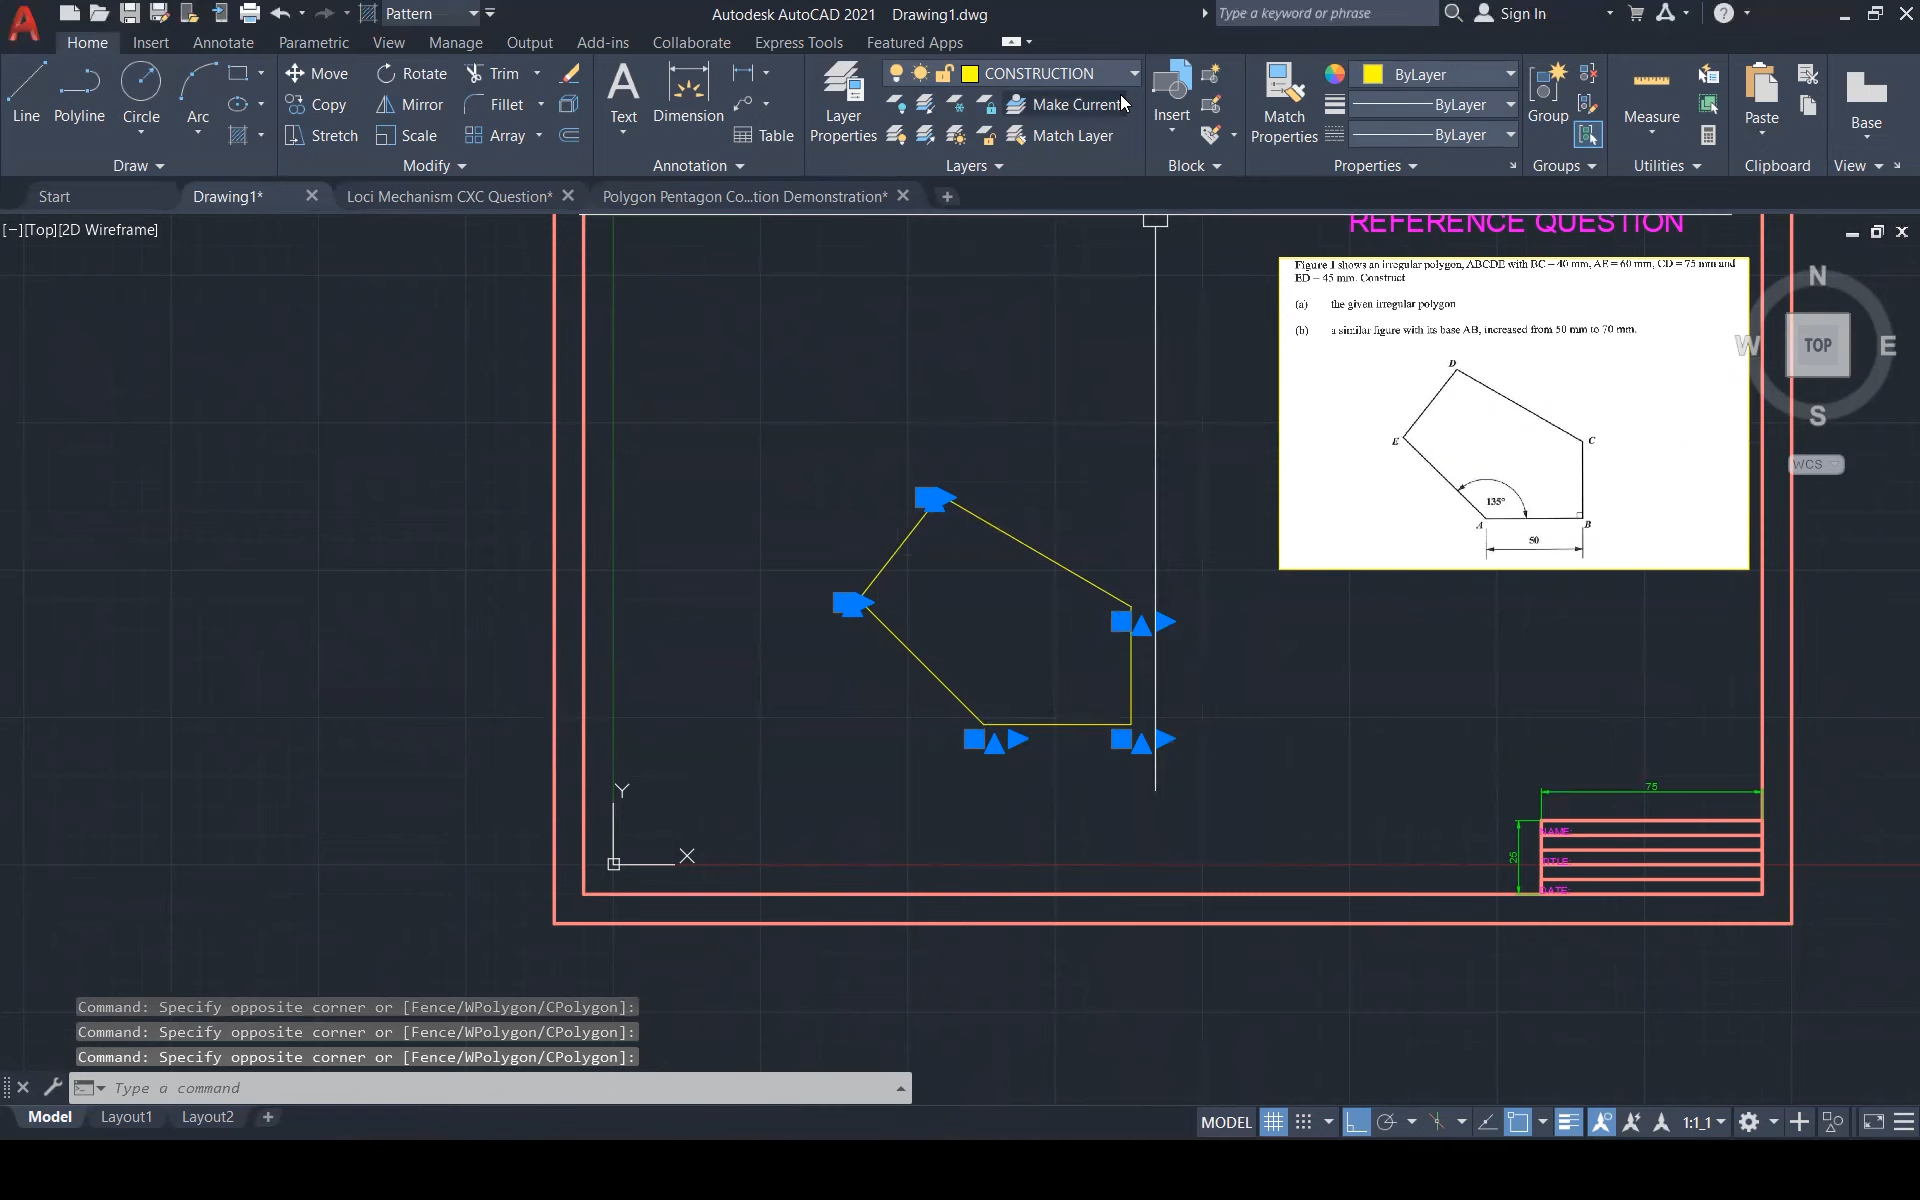 Pattern
Autodesk AutoCAD 2021 Drawing1.dwg
Type a keyword or phrase
Sign In
Home Insert Annotate Parametric View Manage Output Add-ins Collaborate Express Tools Featured Apps
Line Polyline Circle Arc
Move Rotate Trim
Copy Mirror Fillet
Stretch Scale Array
Text Dimension Table
Layer Properties
CONSTRUCTION
Make Current
Match Layer
Insert
Match Properties
ByLayer
ByLayer
ByLayer
Group
Measure
Paste
Base
Draw Modify Annotation Layers Block Properties Groups Utilities Clipboard View
Start Drawing1* Loci Mechanism CXC Question* Polygon Pentagon Co...tion Demonstration*
[−][Top][2D Wireframe]
REFERENCE QUESTION
Figure 1 shows an irregular polygon, ABCDE with BC = 40 mm, AE = 60 mm, CD = 75 mm and
ED = 45 mm. Construct
(a) the given irregular polygon
(b) a similar figure with its base AB, increased from 50 mm to 70 mm.
D
E
C
135°
A
B
50
N
W TOP E
S
WCS
Y
X
75
25
NAME:
TITLE:
DATE:
Command: Specify opposite corner or [Fence/WPolygon/CPolygon]:
Command: Specify opposite corner or [Fence/WPolygon/CPolygon]:
Command: Specify opposite corner or [Fence/WPolygon/CPolygon]:
Type a command
Model Layout1 Layout2
MODEL
1:1_1